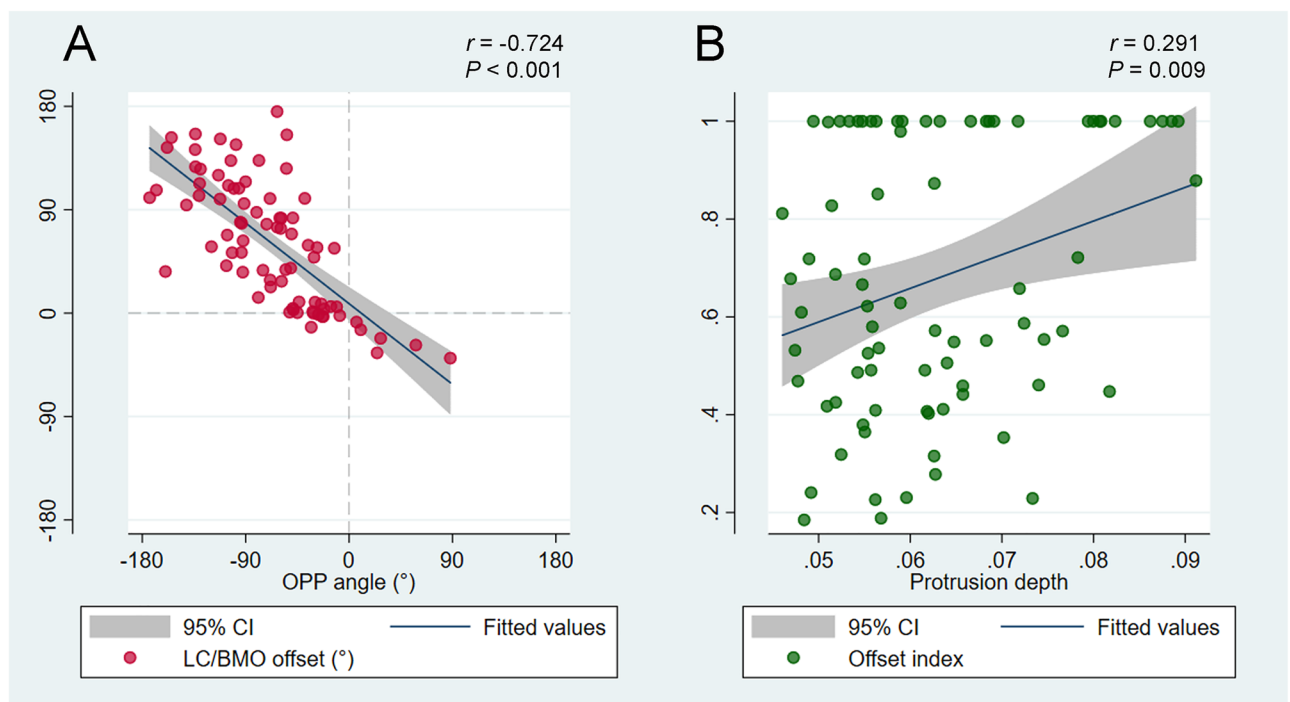 A
r = -0.724
P < 0.001
180
90
0
-90
-180
-180 -90 0 90 180
OPP angle (°)
95% CI Fitted values
LC/BMO offset (°)
B
r = 0.291
P = 0.009
1
.8
.6
.4
.2
.05 .06 .07 .08 .09
Protrusion depth
95% CI Fitted values
Offset index